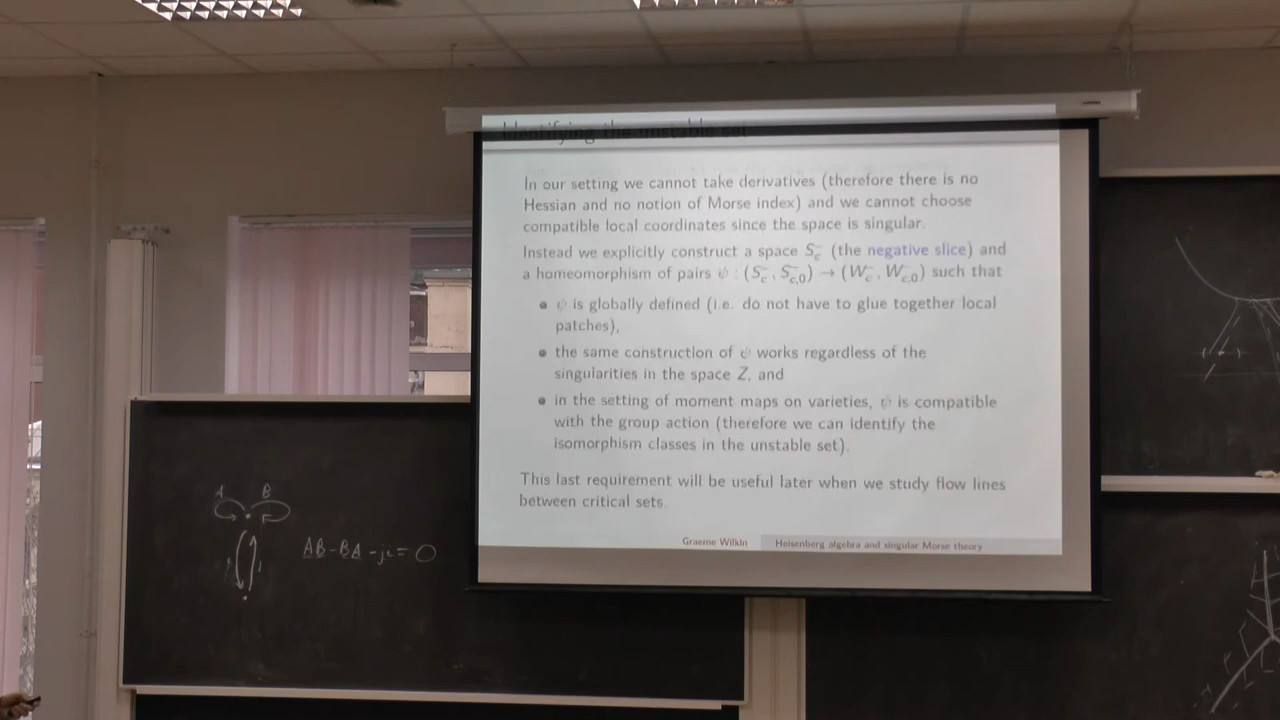 Identifying the unstable set
In our setting we cannot take derivatives (therefore there is no
Hessian and no notion of Morse index) and we cannot choose
compatible local coordinates since the space is singular.
Instead we explicitly construct a space S_c^- (the negative slice) and
a homeomorphism of pairs ψ : (S_c^-, S_{c,0}^-) → (W_c^-, W_{c,0}^-) such that
ψ is globally defined (i.e. do not have to glue together local
patches),
the same construction of ψ works regardless of the
singularities in the space Z, and
in the setting of moment maps on varieties, ψ is compatible
with the group action (therefore we can identify the
isomorphism classes in the unstable set).
This last requirement will be useful later when we study flow lines
between critical sets.
Graeme Wilkin Heisenberg algebra and singular Morse theory
A B
AB-BA-ji=0